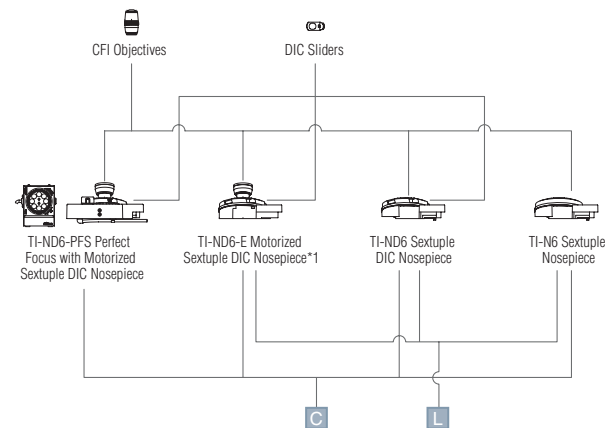 CFI Objectives
DIC Sliders
TI-ND6-PFS Perfect
Focus with Motorized
Sextuple DIC Nosepiece
TI-ND6-E Motorized
Sextuple DIC Nosepiece*1
TI-ND6 Sextuple
DIC Nosepiece
TI-N6 Sextuple
Nosepiece
C
L